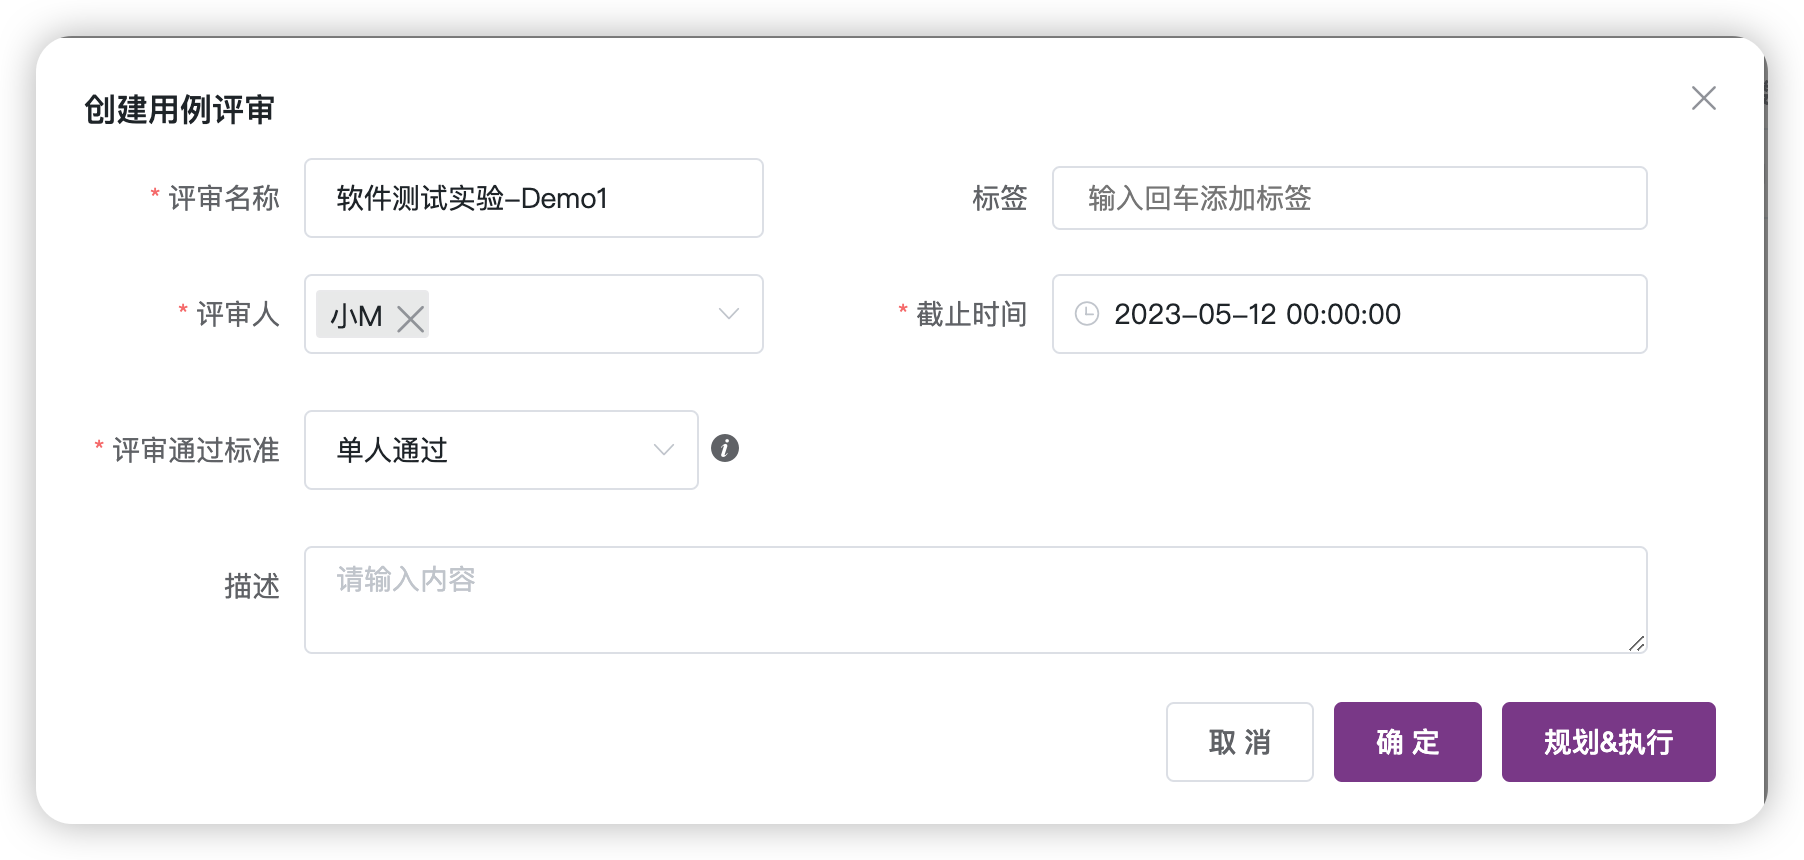 创建用例评审
* 评审名称 软件测试实验-Demo1 标签 输入回车添加标签
* 评审人 小M * 截止时间 2023-05-12 00:00:00
* 评审通过标准 单人通过
描述 请输入内容
取 消 确 定 规划&执行